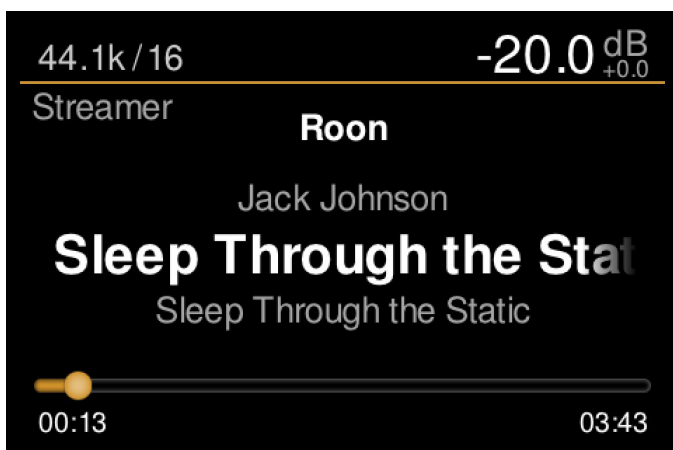 44.1k/16
-20.0 dB
+0.0
Streamer
Roon
Jack Johnson
Sleep Through the Stat
Sleep Through the Static
00:13 03:43